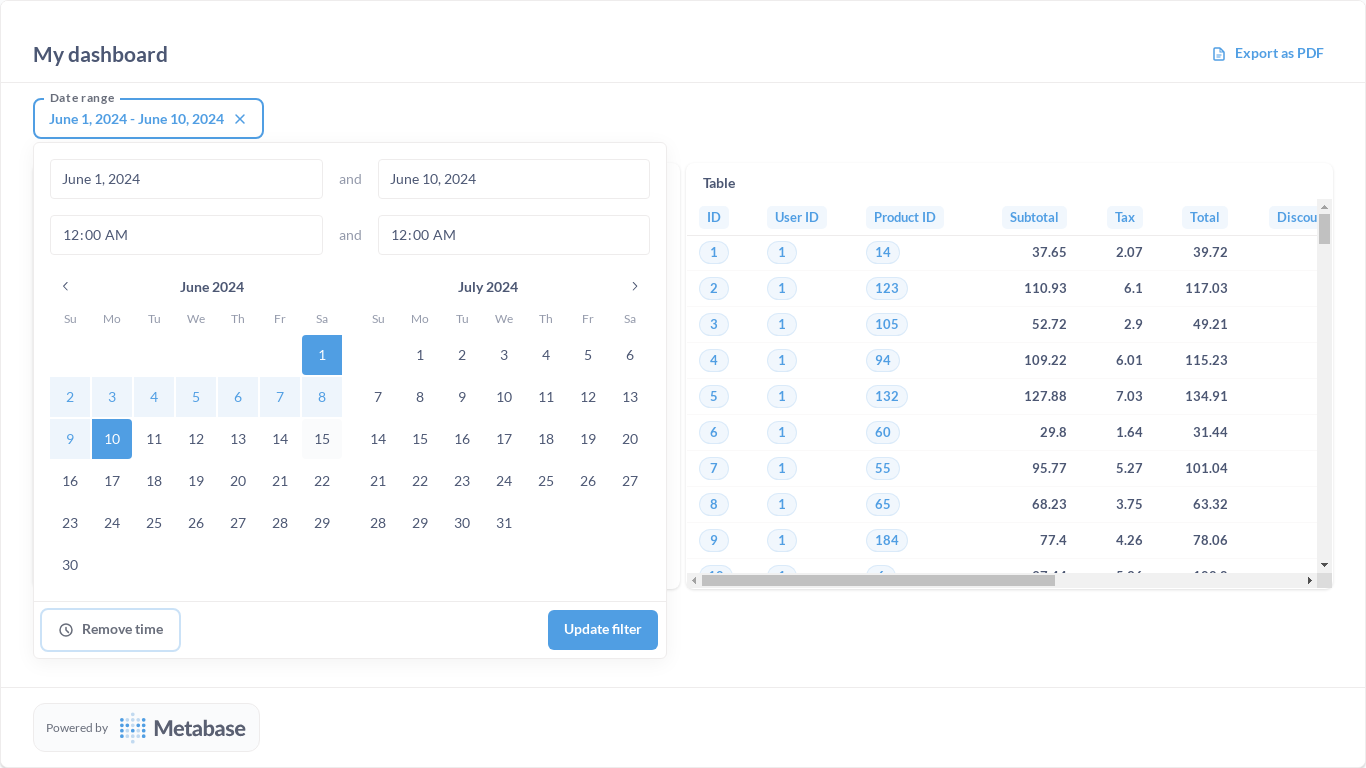 My dashboard
Export as PDF
Date range
June 1, 2024 - June 10, 2024
June 1, 2024 and June 10, 2024
12:00 AM and 12:00 AM
June 2024 July 2024
Su Mo Tu We Th Fr Sa Su Mo Tu We Th Fr Sa
1 1 2 3 4 5 6
2 3 4 5 6 7 8 7 8 9 10 11 12 13
9 10 11 12 13 14 15 14 15 16 17 18 19 20
16 17 18 19 20 21 22 21 22 23 24 25 26 27
23 24 25 26 27 28 29 28 29 30 31
30
Remove time
Update filter
Table
ID User ID Product ID Subtotal Tax Total Discou
1 1 14 37.65 2.07 39.72
2 1 123 110.93 6.1 117.03
3 1 105 52.72 2.9 49.21
4 1 94 109.22 6.01 115.23
5 1 132 127.88 7.03 134.91
6 1 60 29.8 1.64 31.44
7 1 55 95.77 5.27 101.04
8 1 65 68.23 3.75 63.32
9 1 184 77.4 4.26 78.06
Powered by Metabase